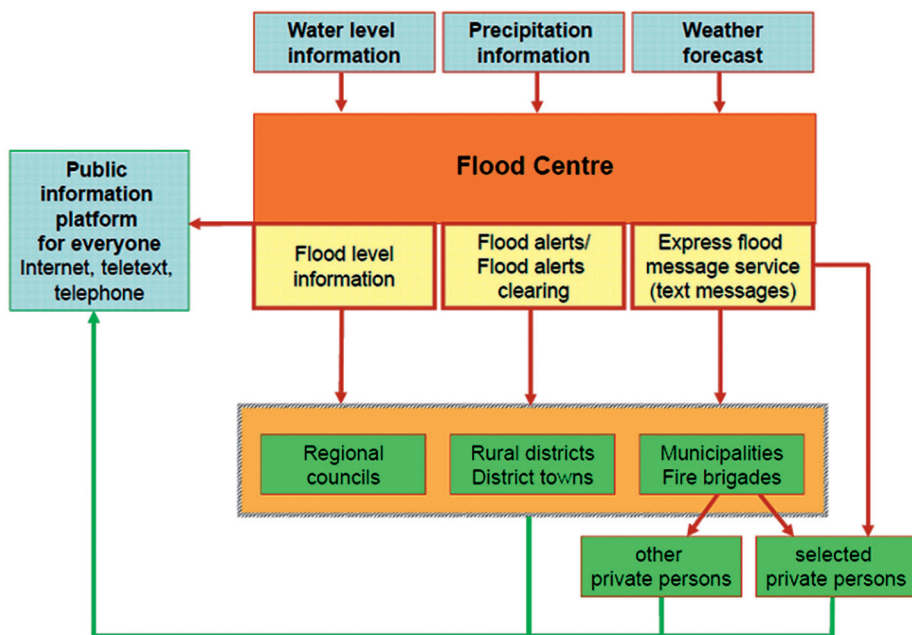 Water level
information
Precipitation
information
Weather
forecast
Flood Centre
Public
information
platform
for everyone
Internet, teletext,
telephone
Flood level
information
Flood alerts/
Flood alerts
clearing
Express flood
message service
(text messages)
Regional
councils
Rural districts
District towns
Municipalities
Fire brigades
other
private persons
selected
private persons